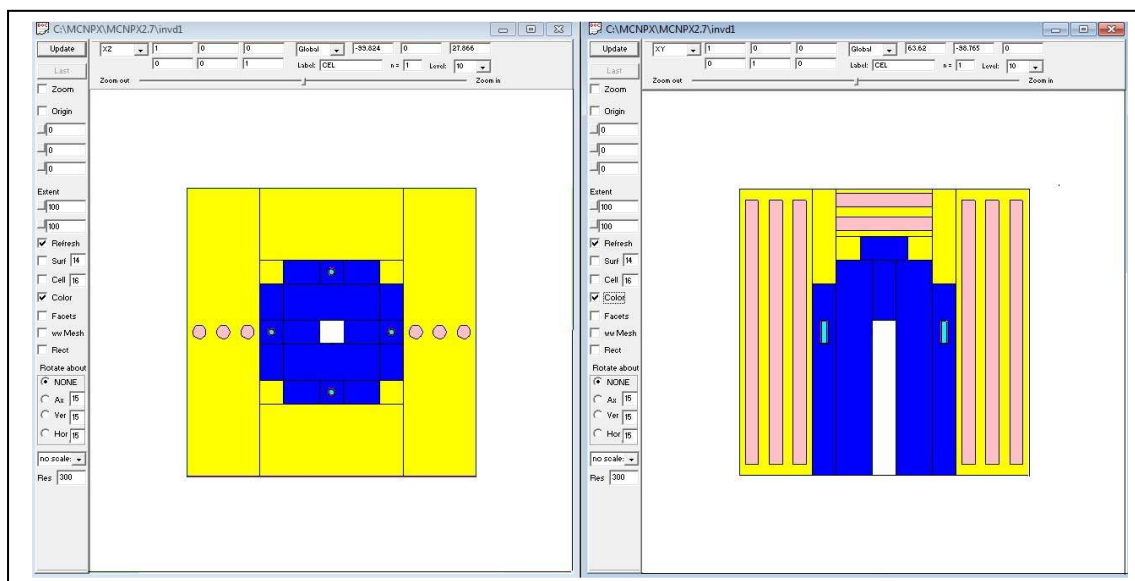 C:\MCNPX\MCNPX2.7\invd1
Update XZ 1 0 0 Global -99.824 0 27.866
Last 0 0 1 Label: CEL n = 1 Level: 10
Zoom out Zoom in
Zoom
Origin
0
0
0
Extent
100
100
Refresh
Surf 14
Cell 16
Color
Facets
ww Mesh
Rect
Rotate about
NONE
Ax 15
Ver 15
Hor 15
no scale:
Res 300
C:\MCNPX\MCNPX2.7\invd1
Update XY 1 0 0 Global 63.62 -98.765 0
Last 0 1 0 Label: CEL n = 1 Level: 10
Zoom out Zoom in
Zoom
Origin
0
0
0
Extent
100
100
Refresh
Surf 14
Cell 16
Color
Facets
ww Mesh
Rect
Rotate about
NONE
Ax 15
Ver 15
Hor 15
no scale:
Res 300